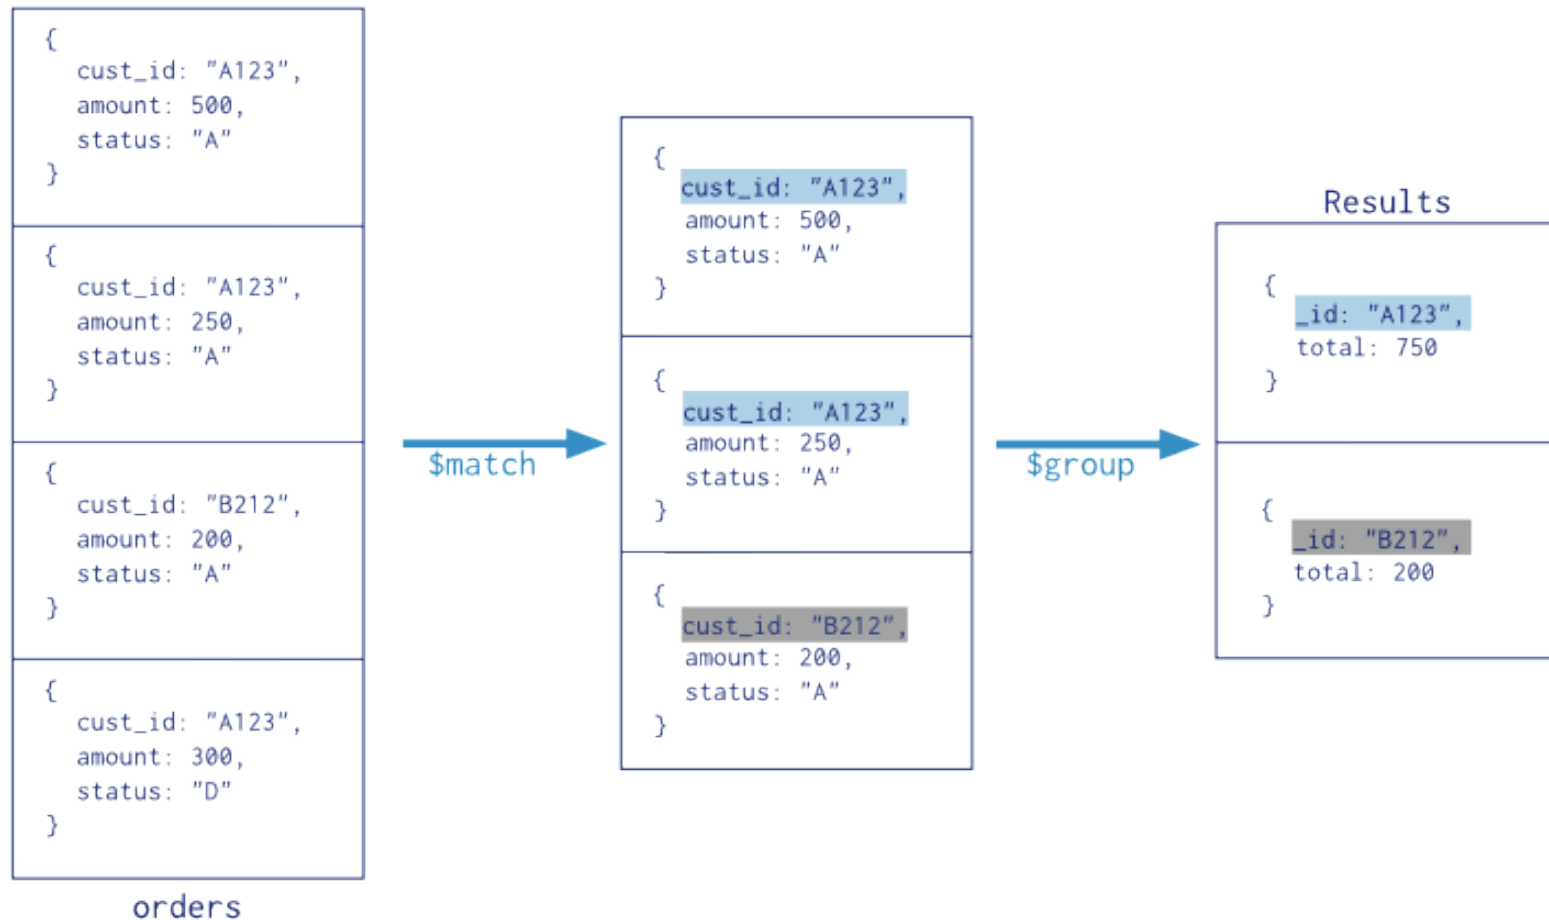 {
cust_id: "A123",
amount: 500,
status: "A"
}
{
cust_id: "A123",
amount: 250,
status: "A"
}
{
cust_id: "B212",
amount: 200,
status: "A"
}
{
cust_id: "A123",
amount: 300,
status: "D"
}
orders
$match
{
cust_id: "A123",
amount: 500,
status: "A"
}
{
cust_id: "A123",
amount: 250,
status: "A"
}
{
cust_id: "B212",
amount: 200,
status: "A"
}
$group
Results
{
_id: "A123",
total: 750
}
{
_id: "B212",
total: 200
}